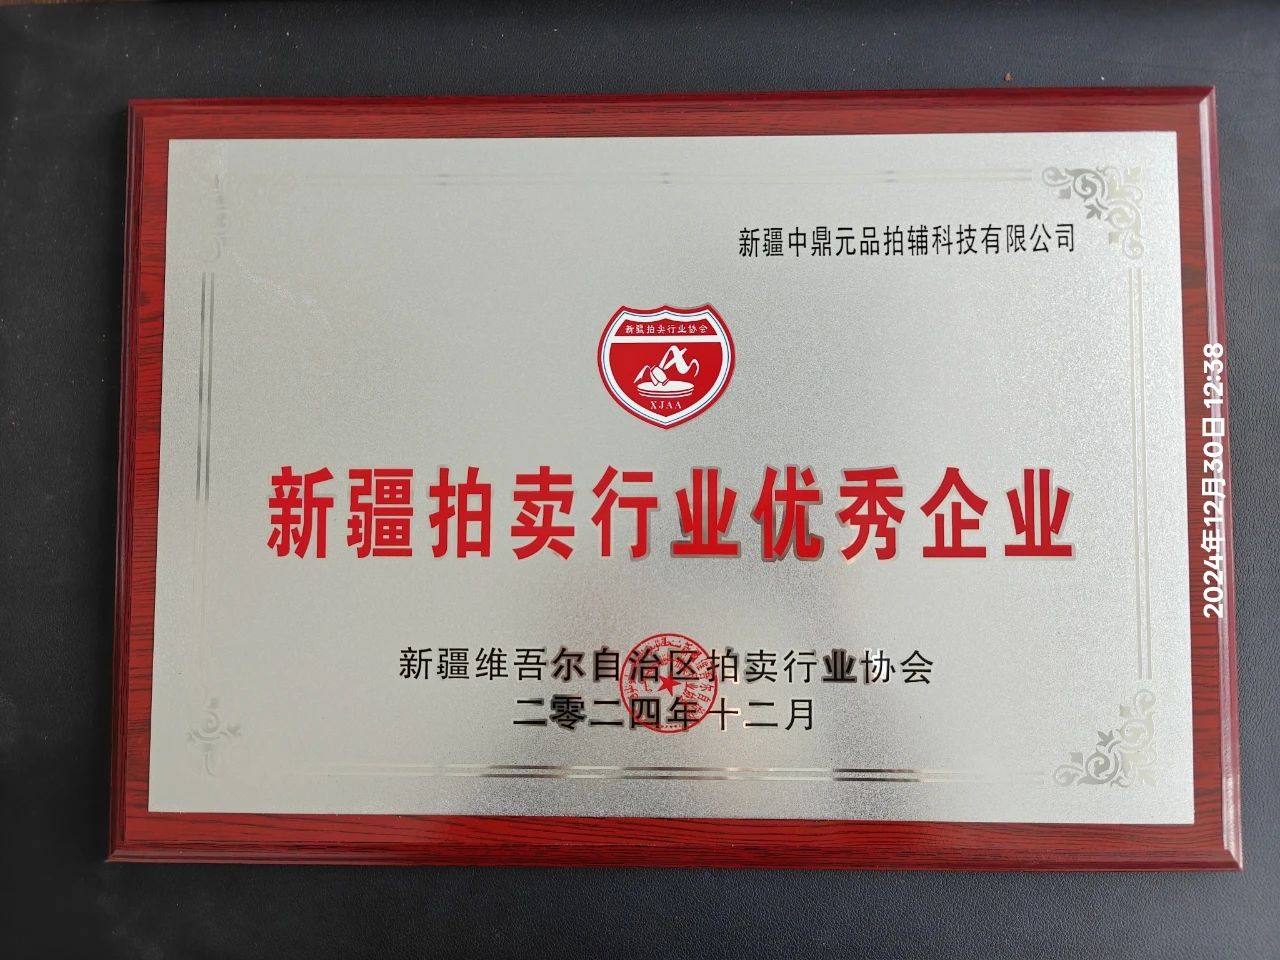 新疆中鼎元品拍辅科技有限公司
新疆拍卖行业协会
XJAA
新疆拍卖行业优秀企业
新疆维吾尔自治区拍卖行业协会
二零二四年十二月
2024年12月30日 12:38